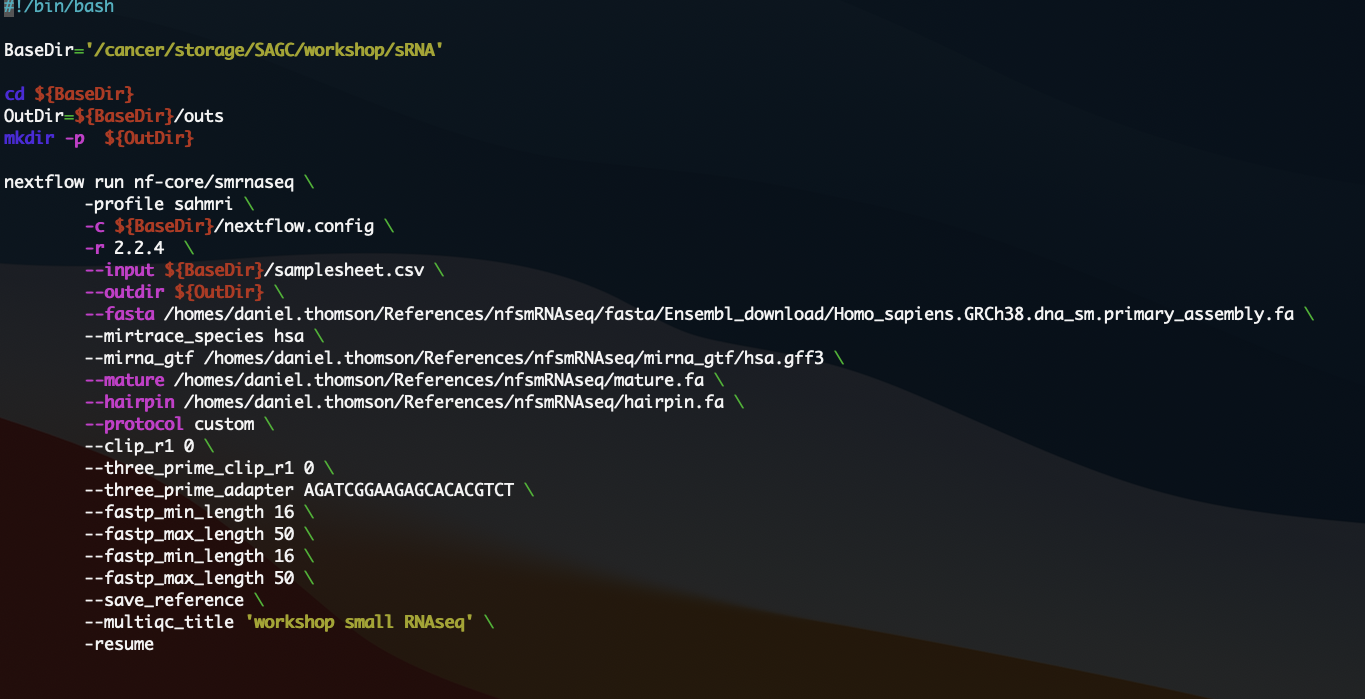 #!/bin/bash

BaseDir='/cancer/storage/SAGC/workshop/sRNA'

cd ${BaseDir}
OutDir=${BaseDir}/outs
mkdir -p  ${OutDir}

nextflow run nf-core/smrnaseq \
        -profile sahmri \
        -c ${BaseDir}/nextflow.config \
        -r 2.2.4  \
        --input ${BaseDir}/samplesheet.csv \
        --outdir ${OutDir} \
        --fasta /homes/daniel.thomson/References/nfsmRNAseq/fasta/Ensembl_download/Homo_sapiens.GRCh38.dna_sm.primary_assembly.fa \
        --mirtrace_species hsa \
        --mirna_gtf /homes/daniel.thomson/References/nfsmRNAseq/mirna_gtf/hsa.gff3 \
        --mature /homes/daniel.thomson/References/nfsmRNAseq/mature.fa \
        --hairpin /homes/daniel.thomson/References/nfsmRNAseq/hairpin.fa \
        --protocol custom \
        --clip_r1 0 \
        --three_prime_clip_r1 0 \
        --three_prime_adapter AGATCGGAAGAGCACACGTCT \
        --fastp_min_length 16 \
        --fastp_max_length 50 \
        --fastp_min_length 16 \
        --fastp_max_length 50 \
        --save_reference \
        --multiqc_title 'workshop small RNAseq' \
        -resume